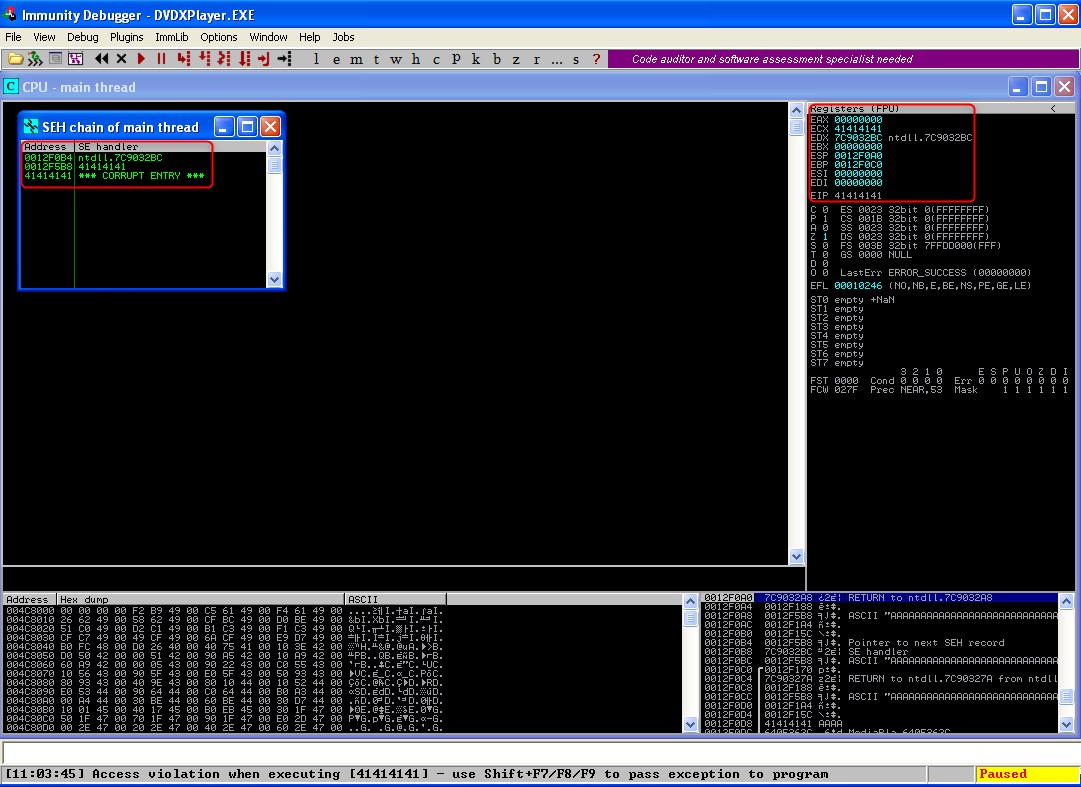 Immunity Debugger - DVDXPlayer.EXE
File View Debug Plugins ImmLib Options Window Help Jobs
l e m t w h c P k b z r ... s ?
Code auditor and software assessment specialist needed
C CPU - main thread
SEH chain of main thread
Address SE handler
0012F0B4 ntdll.7C9032BC
0012F5B8 41414141
41414141 *** CORRUPT ENTRY ***
Registers (FPU) <
EAX 00000000
ECX 41414141
EDX 7C9032BC ntdll.7C9032BC
EBX 00000000
ESP 0012F0A0
EBP 0012F0C0
ESI 00000000
EDI 00000000
EIP 41414141
C 0 ES 0023 32bit 0(FFFFFFFF)
P 1 CS 001B 32bit 0(FFFFFFFF)
A 0 SS 0023 32bit 0(FFFFFFFF)
Z 1 DS 0023 32bit 0(FFFFFFFF)
S 0 FS 003B 32bit 7FFDD000(FFF)
T 0 GS 0000 NULL
D 0
O 0 LastErr ERROR_SUCCESS (00000000)
EFL 00010246 (NO,NB,E,BE,NS,PE,GE,LE)
ST0 empty +NaN
ST1 empty
ST2 empty
ST3 empty
ST4 empty
ST5 empty
ST6 empty
ST7 empty
3 2 1 0 E S P U O Z D I
FST 0000 Cond 0 0 0 0 Err 0 0 0 0 0 0 0 0
FCW 027F Prec NEAR,53 Mask 1 1 1 1 1 1
Address Hex dump ASCII
004C8000 00 00 00 00 F2 B9 49 00 C5 61 49 00 F4 61 49 00
004C8010 26 62 49 00 58 62 49 00 CF BC 49 00 D0 BE 49 00
004C8020 51 C0 49 00 D2 C1 49 00 B1 C3 49 00 F1 C3 49 00
004C8030 CF C7 49 00 49 CF 49 00 6A CF 49 00 E9 D7 49 00
004C8040 B0 FC 48 00 D0 26 40 00 40 75 41 00 10 3E 42 00
004C8050 D0 50 42 00 00 51 42 00 90 A5 42 00 10 A9 42 00
004C8060 60 A9 42 00 00 05 43 00 90 22 43 00 C0 55 43 00
004C8070 10 56 43 00 90 5F 43 00 E0 5F 43 00 50 93 43 00
004C8080 80 93 43 00 40 9E 43 00 80 10 44 00 10 52 44 00
004C8090 E0 53 44 00 90 64 44 00 C0 64 44 00 B0 A3 44 00
004C80A0 00 A4 44 00 30 BE 44 00 60 BE 44 00 30 D7 44 00
004C80B0 10 01 45 00 40 17 45 00 B0 EB 45 00 30 1F 47 00
004C80C0 50 1F 47 00 70 1F 47 00 90 1F 47 00 E0 2D 47 00
004C80D0 00 2E 47 00 20 2E 47 00 40 2E 47 00 60 2E 47 00
0012F0A0 7C9032A8 RETURN to ntdll.7C9032A8
0012F0A4 0012F188
0012F0A8 0012F5B8 ASCII "AAAAAAAAAAAAAAAAAAAAAAAAAAAA
0012F0AC 0012F1A4
0012F0B0 0012F15C
0012F0B4 0012F5B8 Pointer to next SEH record
0012F0B8 7C9032BC SE handler
0012F0BC 0012F5B8 ASCII "AAAAAAAAAAAAAAAAAAAAAAAAAAAA
0012F0C0 0012F170
0012F0C4 7C90327A RETURN to ntdll.7C90327A from ntdll
0012F0C8 0012F188
0012F0CC 0012F5B8 ASCII "AAAAAAAAAAAAAAAAAAAAAAAAAAAA
0012F0D0 0012F1A4
0012F0D4 0012F15C
0012F0D8 41414141 AAAA
[11:03:45] Access violation when executing [41414141] - use Shift+F7/F8/F9 to pass exception to program
Paused